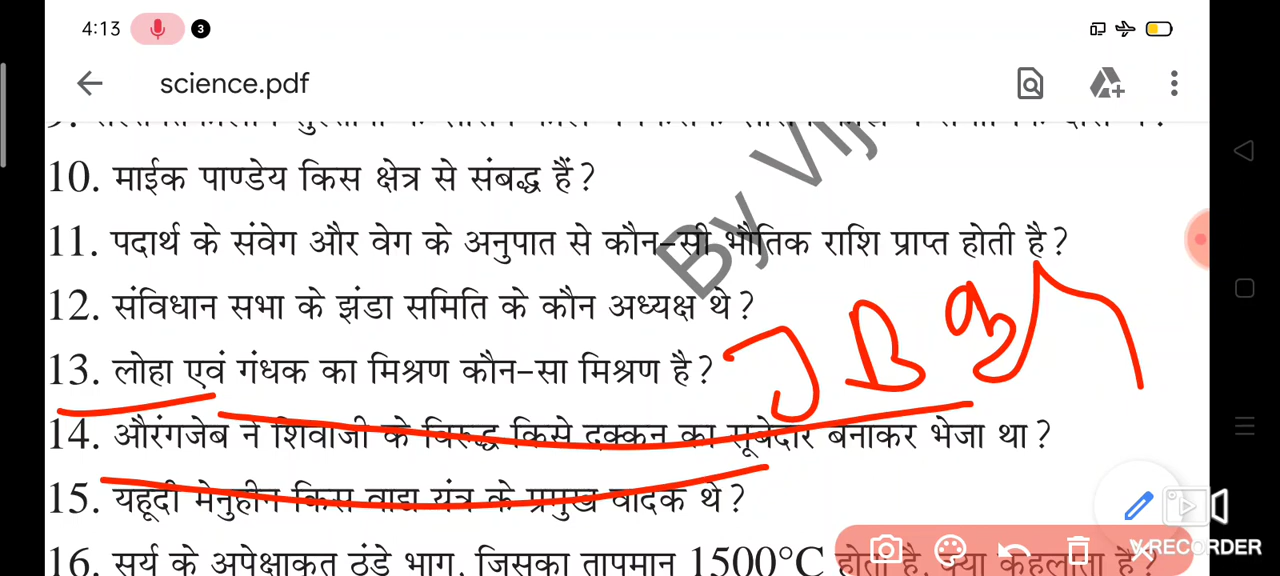 4:13 3
science.pdf
10. माईक पाण्डेय किस क्षेत्र से संबद्ध हैं?
11. पदार्थ के संवेग और वेग के अनुपात से कौन-सी भौतिक राशि प्राप्त होती है?
12. संविधान सभा के झंडा समिति के कौन अध्यक्ष थे?
13. लोहा एवं गंधक का मिश्रण कौन-सा मिश्रण है?
J B
14. औरंगजेब ने शिवाजी के विरुद्ध किसे दक्कन का सूबेदार बनाकर भेजा था?
15. यहूदी मेनुहीन किस वाद्य यंत्र के प्रमुख वादक थे?
16. सूर्य के अपेक्षाकृत ठंडे भाग, जिसका तापमान 1500°C होता है, क्या कहलाता है?
By
V RECORDER